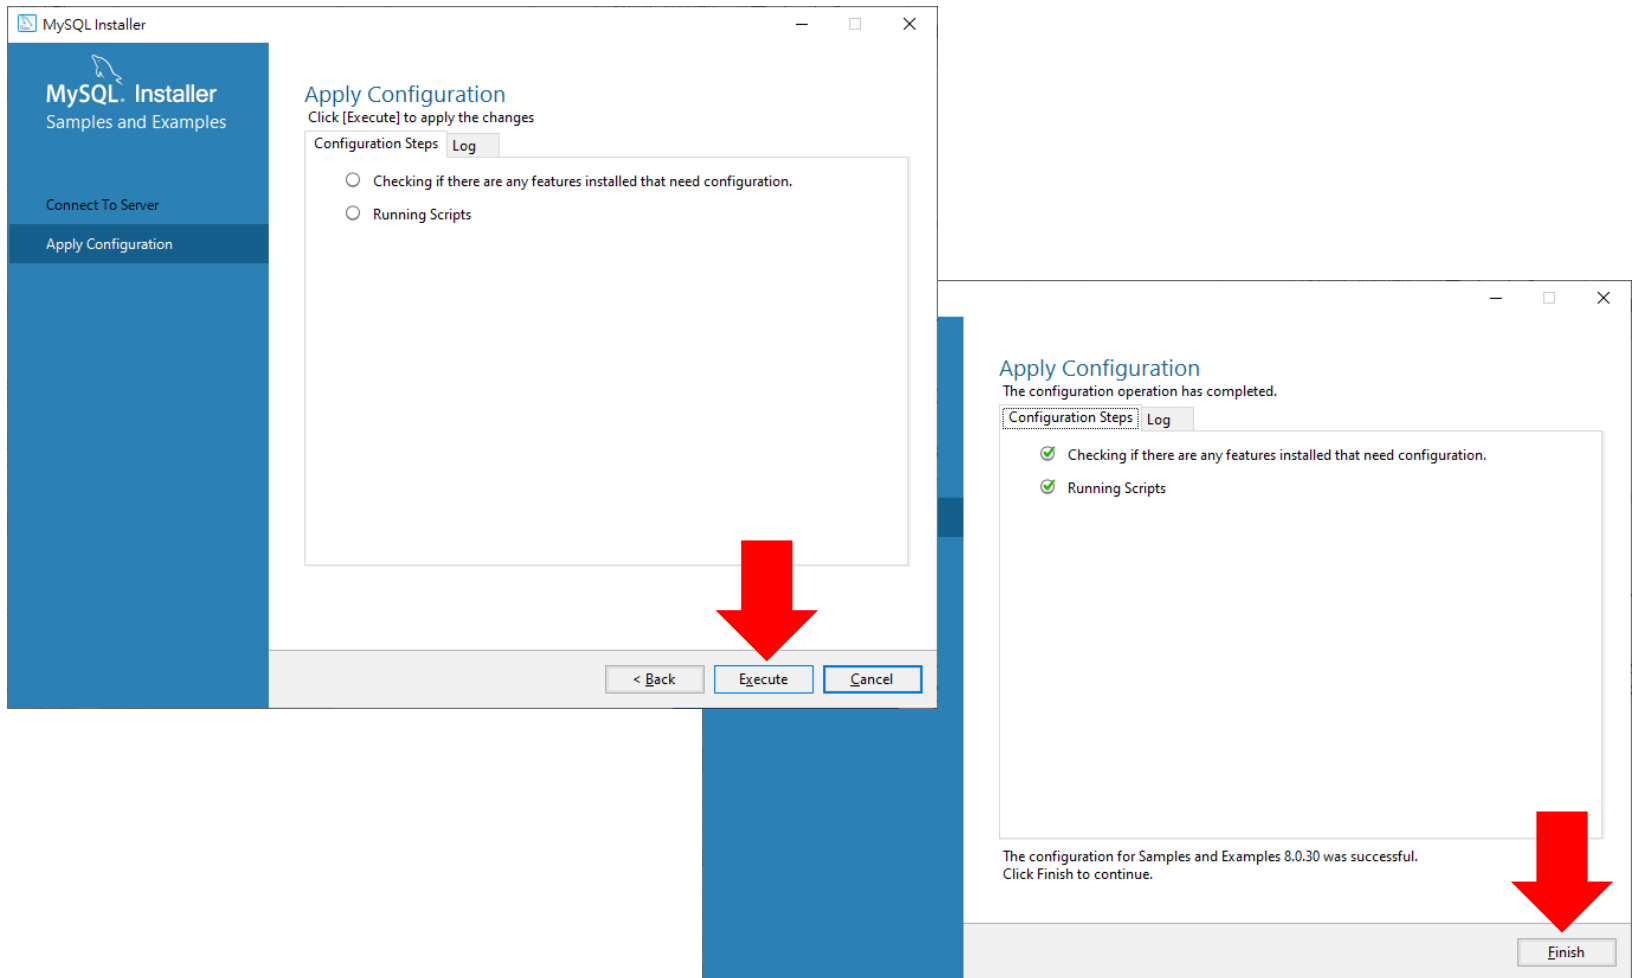 MySQL Installer
MySQL. Installer
Samples and Examples
Connect To Server
Apply Configuration
Apply Configuration
Click [Execute] to apply the changes
Configuration Steps Log
Checking if there are any features installed that need configuration.
Running Scripts
< Back Execute Cancel
Apply Configuration
The configuration operation has completed.
Configuration Steps Log
Checking if there are any features installed that need configuration.
Running Scripts
The configuration for Samples and Examples 8.0.30 was successful.
Click Finish to continue.
Finish